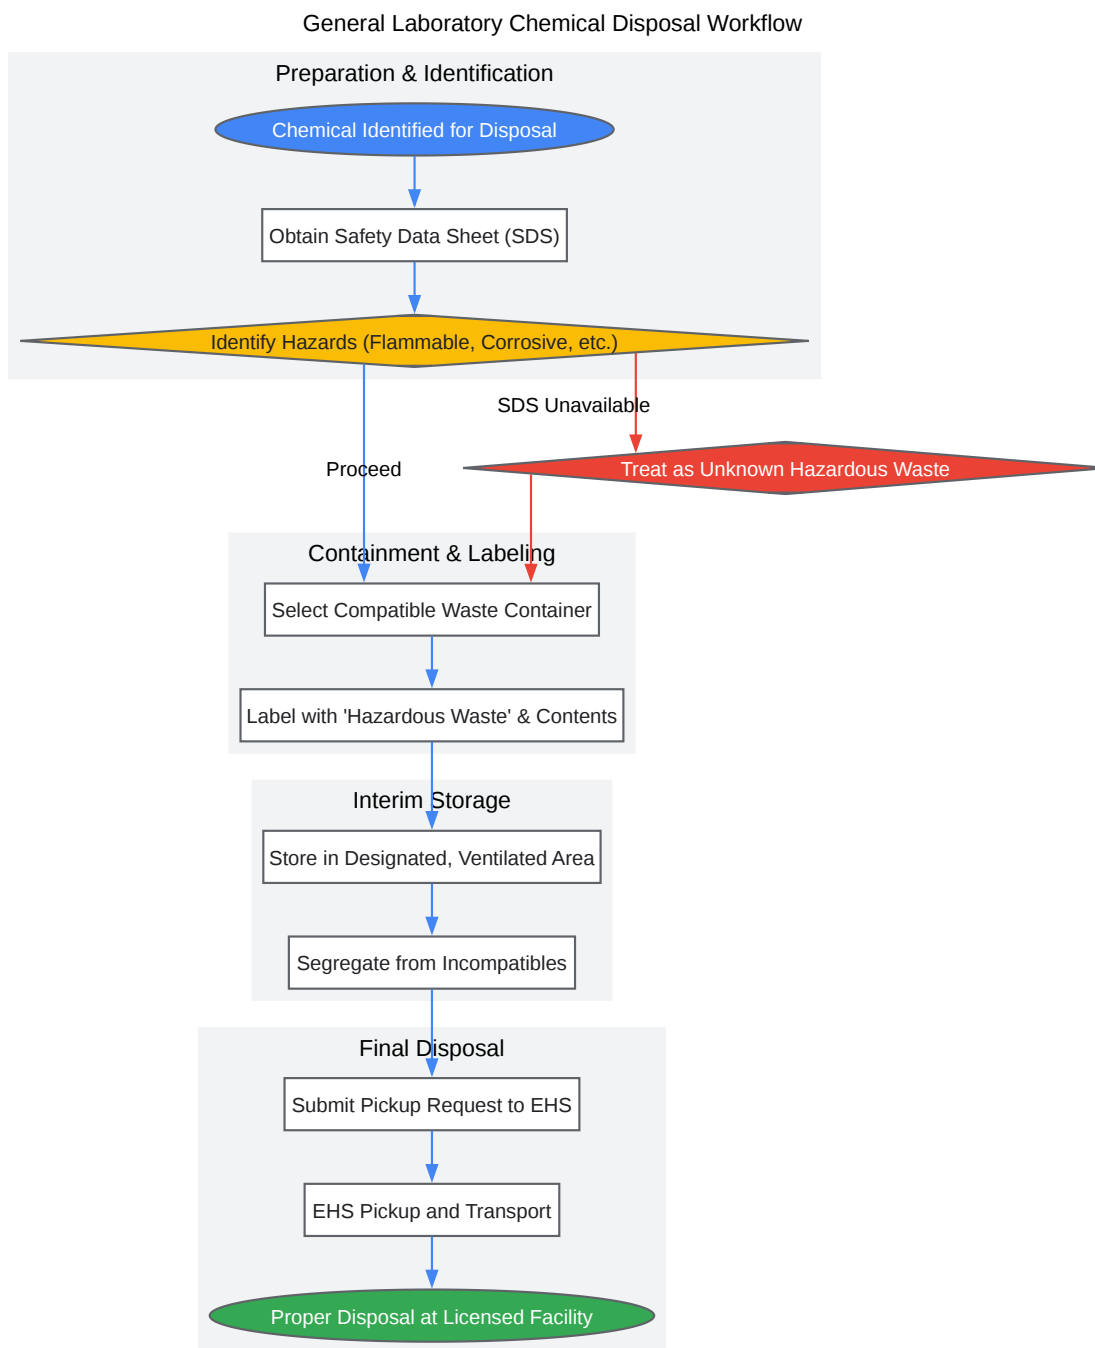 General Laboratory Chemical Disposal Workflow
Preparation & Identification
Chemical Identified for Disposal
Obtain Safety Data Sheet (SDS)
Identify Hazards (Flammable, Corrosive, etc.)
SDS Unavailable
Proceed
Treat as Unknown Hazardous Waste
Containment & Labeling
Select Compatible Waste Container
Label with 'Hazardous Waste' & Contents
Interim Storage
Store in Designated, Ventilated Area
Segregate from Incompatibles
Final Disposal
Submit Pickup Request to EHS
EHS Pickup and Transport
Proper Disposal at Licensed Facility